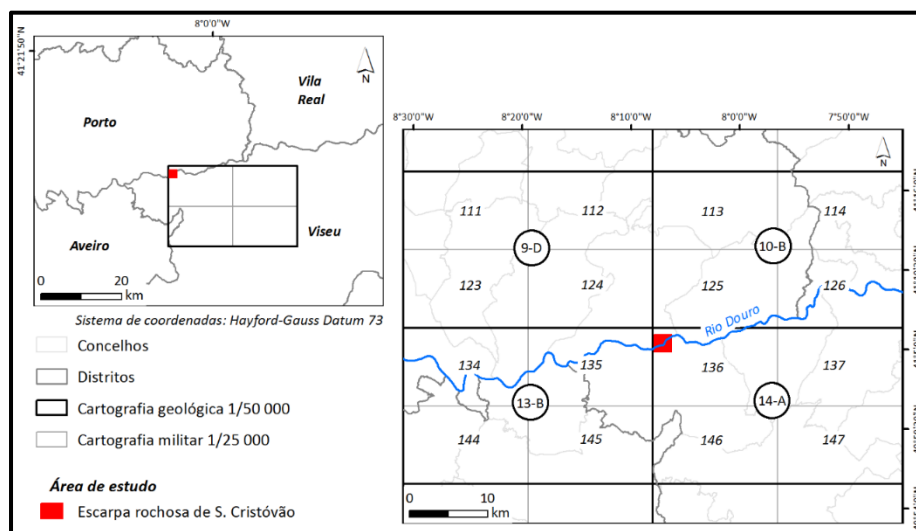 8°0'0"W
41°21'50"N
N
Vila
Real
Porto
Aveiro
Viseu
0 20
km
Sistema de coordenadas: Hayford-Gauss Datum 73
Concelhos
Distritos
Cartografia geológica 1/50 000
Cartografia militar 1/25 000
Área de estudo
Escarpa rochosa de S. Cristóvão
8°30'0"W 8°20'0"W 8°10'0"W 8°0'0"W 7°50'0"W
N
111 112 113 114
9-D 10-B
123 124 125 126
Rio Douro
134 135 136 137
13-B 14-A
144 145 146 147
0 10
km